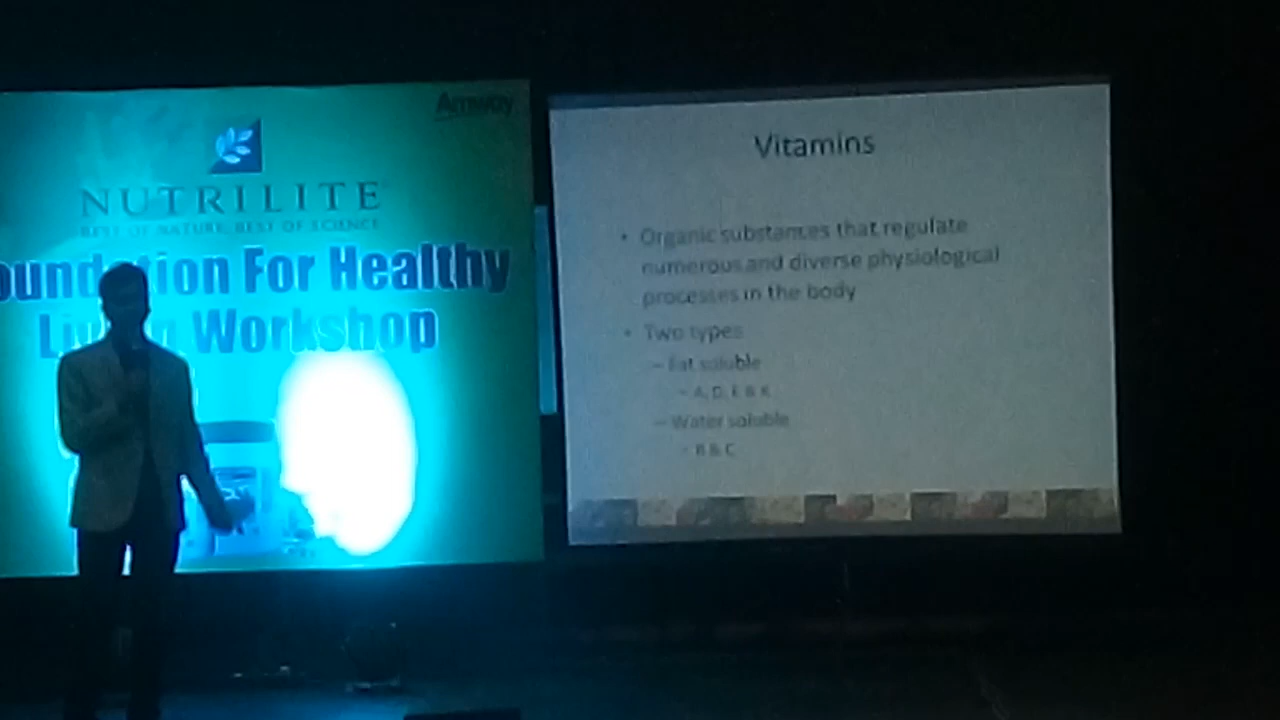 Amway
NUTRILITE
BEST OF NATURE, BEST OF SCIENCE
For Healthy
Workshop
Vitamins
• Organic substances that regulate
numerous and diverse physiological
processes in the body
• Two types
– Fat soluble
– A, D, E & K
– Water soluble
– B & C